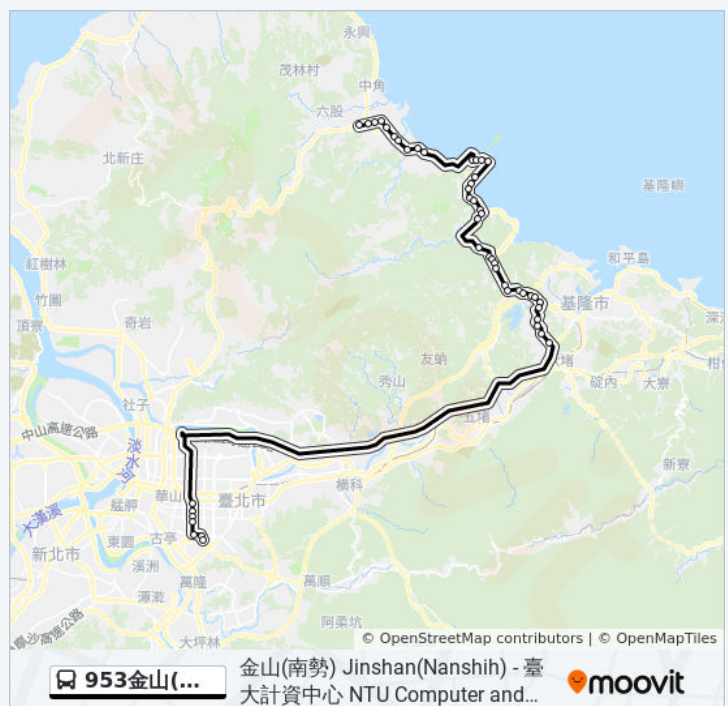 永興
茂林村
中角
六股
北新庄
基隆嶼
紅樹林
和平島
竹圍
奇岩
基隆市
頂寮
友蚋
碇內
大寮
秀山
社子
中山高速公路
五堵
淡水河
新寮
橫科
華山
臺北市
艋舺
大漢溪
東園
古亭
新北市
溪洲
萬隆
萬順
潭墘
阿柔坑
大坪林
© OpenStreetMap contributors | © OpenMapTiles
953金山(...
金山(南勢) Jinshan(Nanshih) - 臺
大計資中心 NTU Computer and...
moovit